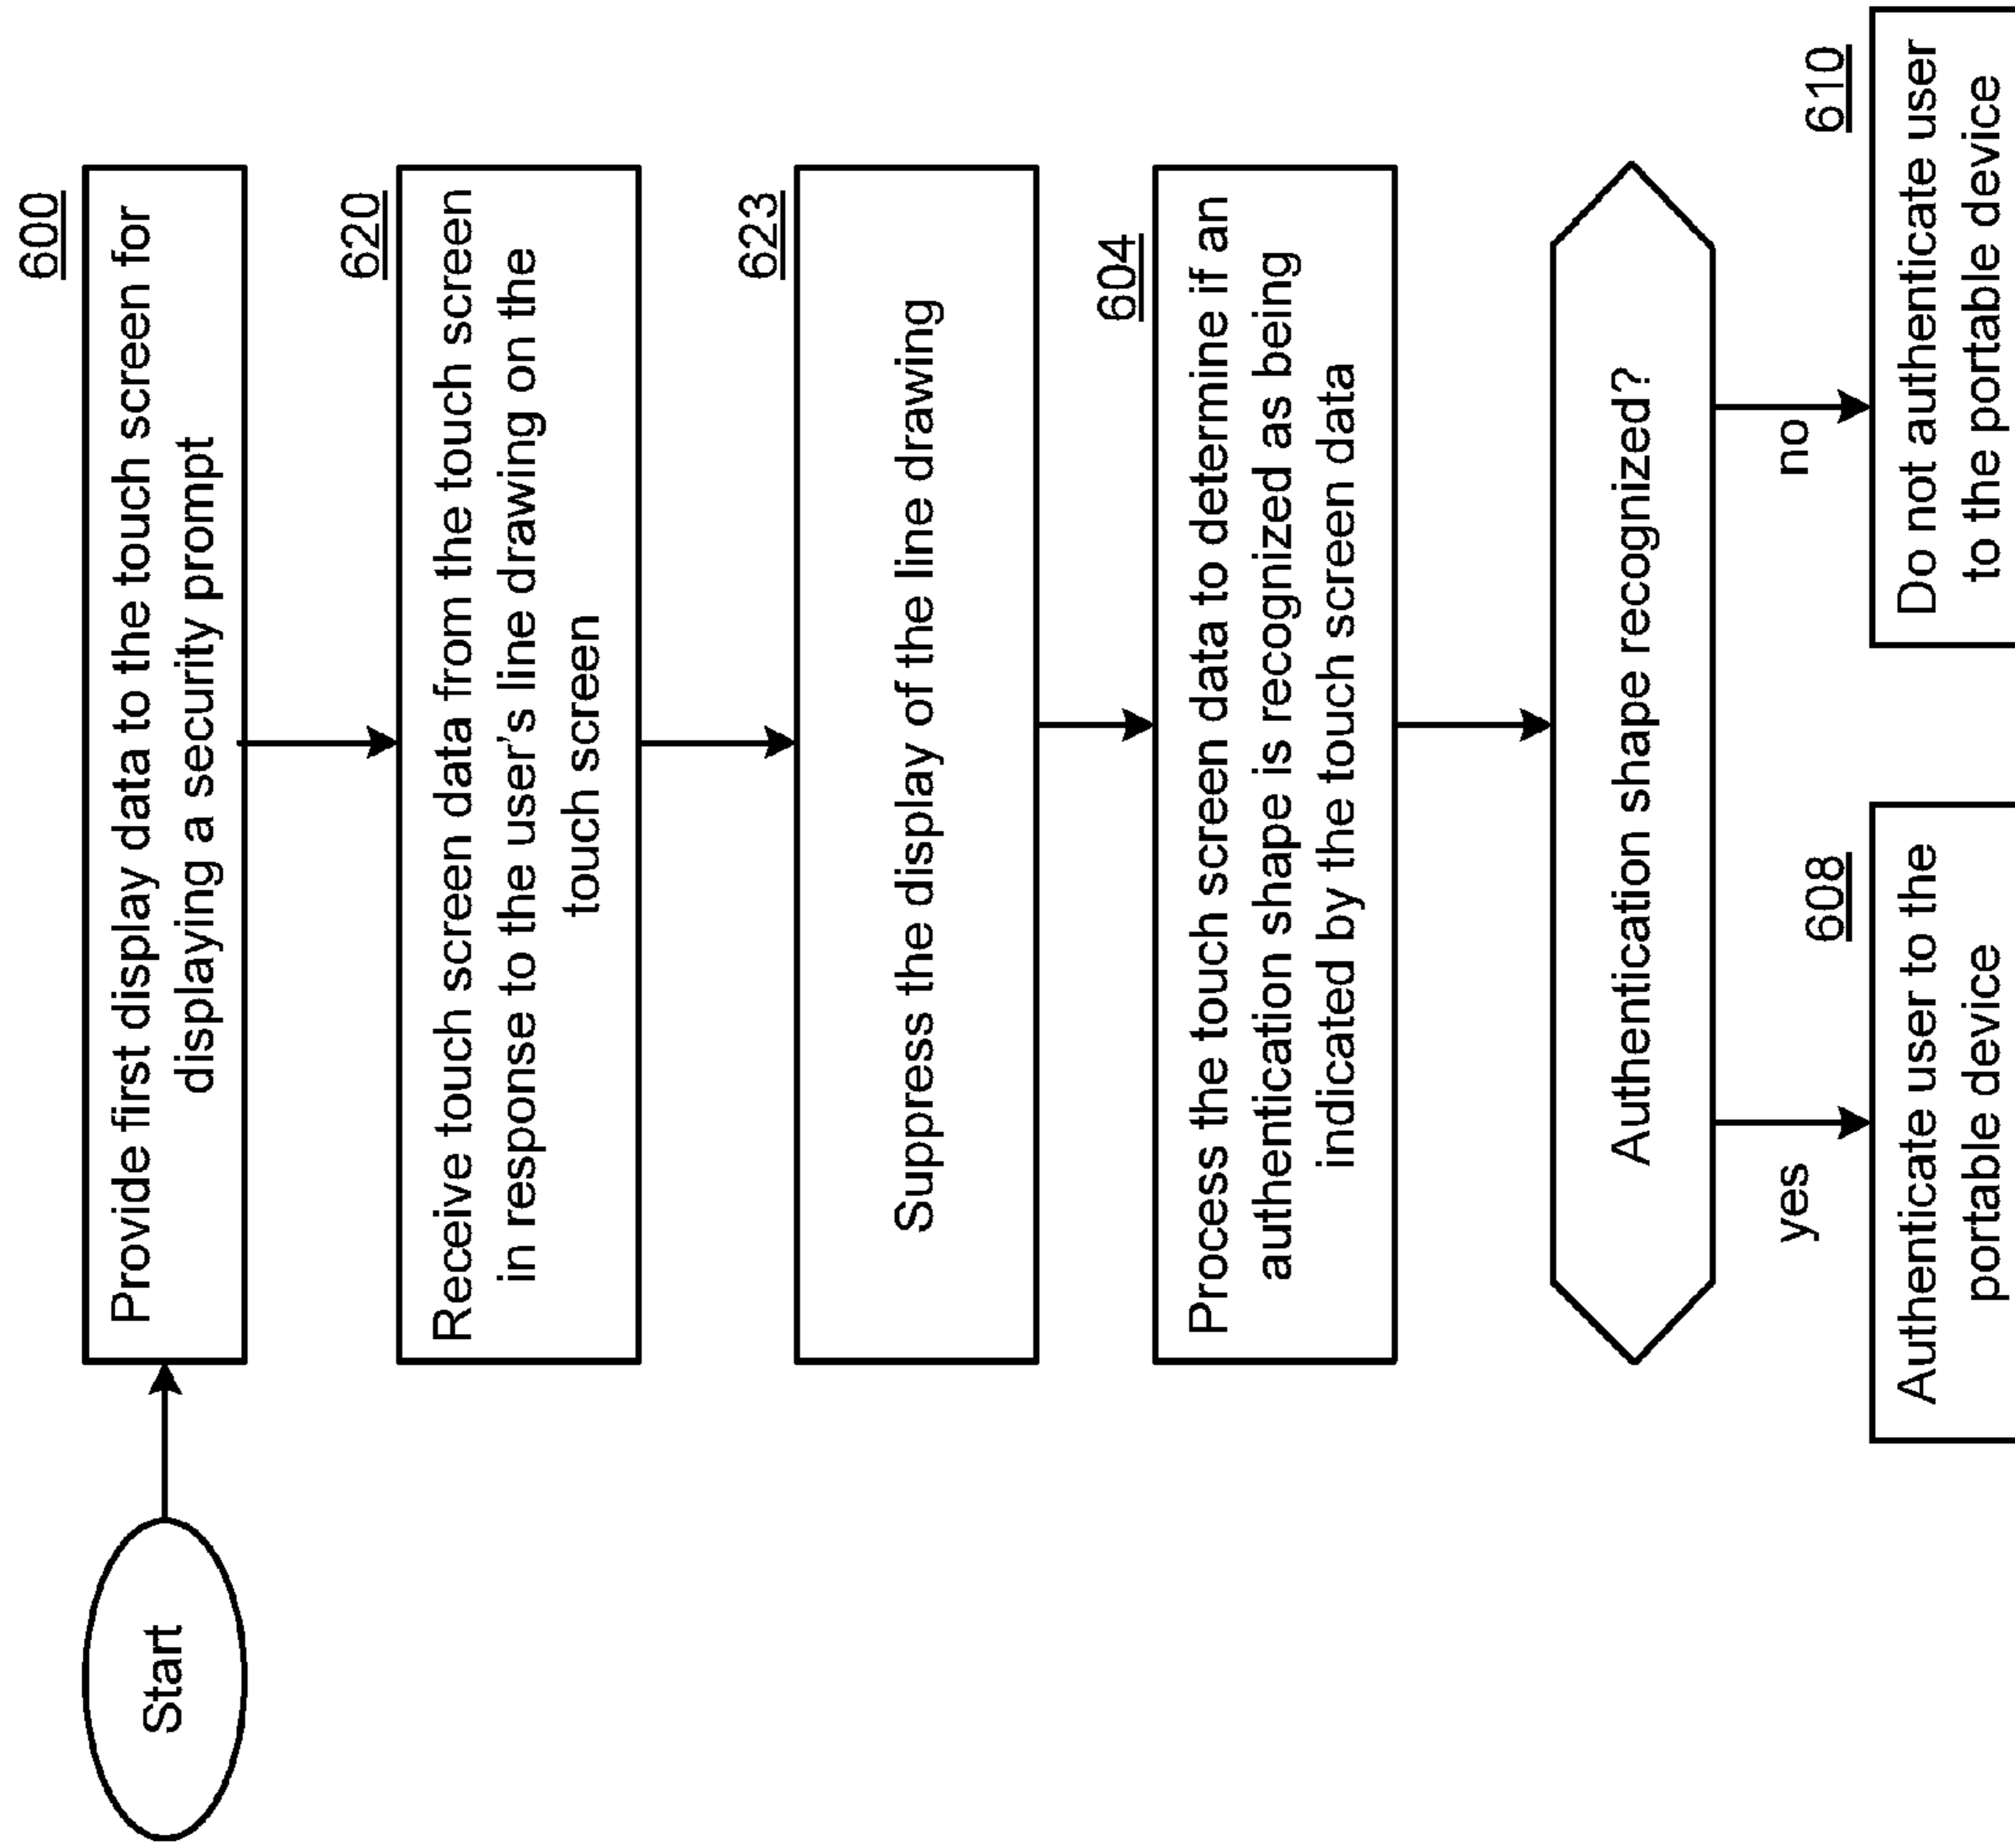 Start
600
Provide first display data to the touch screen for
displaying a security prompt
620
Receive touch screen data from the touch screen
in response to the user's line drawing on the
touch screen
623
Suppress the display of the line drawing
604
Process the touch screen data to determine if an
authentication shape is recognized as being
indicated by the touch screen data
Authentication shape recognized?
yes
no
608
Authenticate user to the
portable device
610
Do not authenticate user
to the portable device